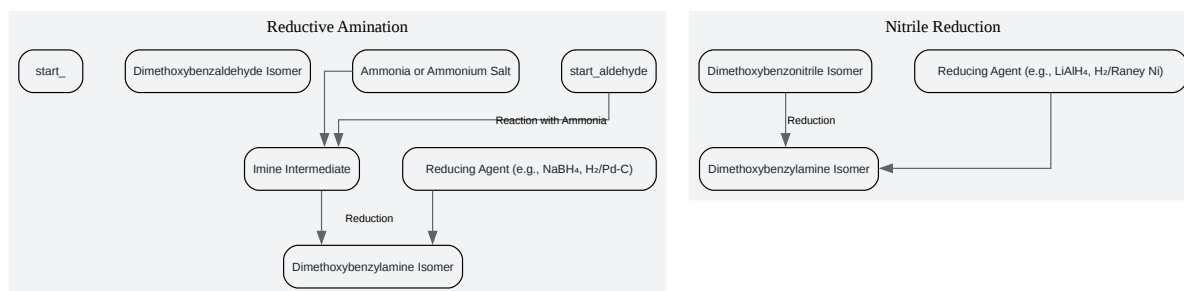 Reductive Amination
start_
Dimethoxybenzaldehyde Isomer
Ammonia or Ammonium Salt
start_aldehyde
Reaction with Ammonia
Imine Intermediate
Reducing Agent (e.g., NaBH₄, H₂/Pd-C)
Reduction
Dimethoxybenzylamine Isomer
Nitrile Reduction
Dimethoxybenzonitrile Isomer
Reducing Agent (e.g., LiAlH₄, H₂/Raney Ni)
Reduction
Dimethoxybenzylamine Isomer